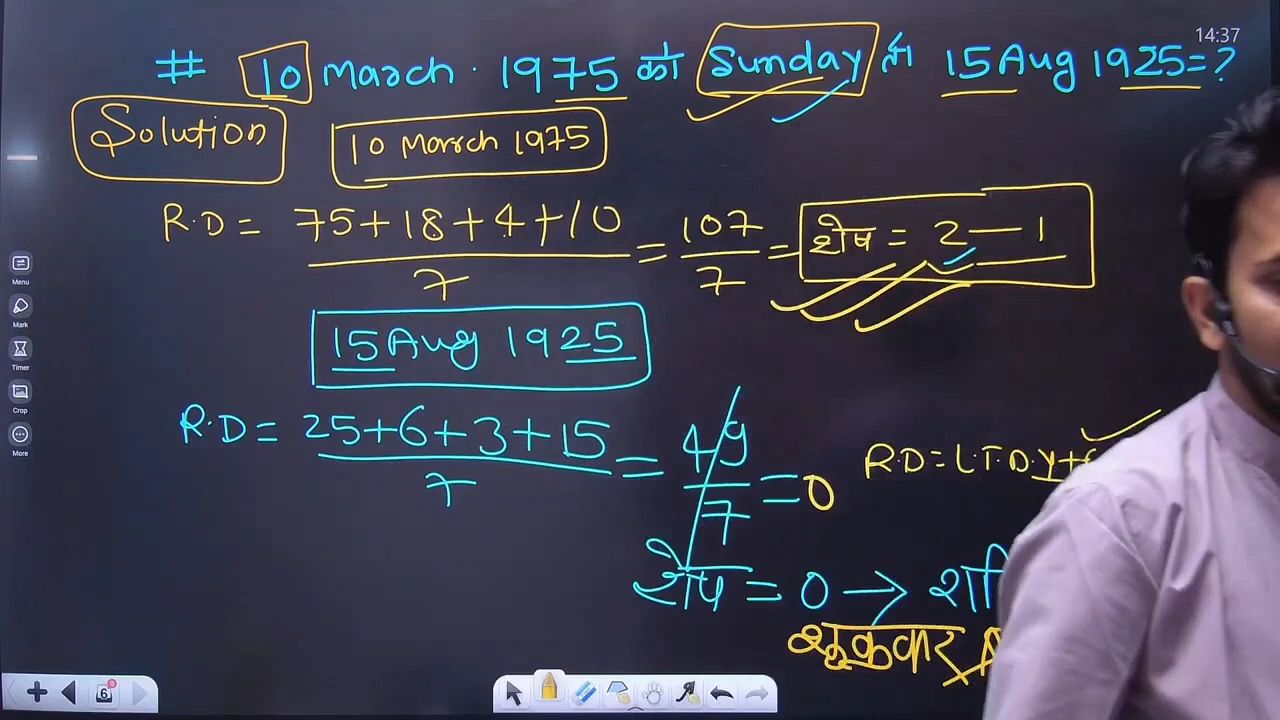 14:37
# 10 March. 1975 को Sunday तो 15 Aug 1925 = ?
Solution
10 March 1975
R.D = 75+18+4+10 / 7 = 107 / 7 = शेष = 2 — 1
15 Aug 1925
R.D = 25+6+3+15 / 7 = 49 / 7 = 0
R.D = L.T.D.Y+
शेष = 0 → शनि
शुक्रवार
Menu
Mark
Timer
Crop
More
6